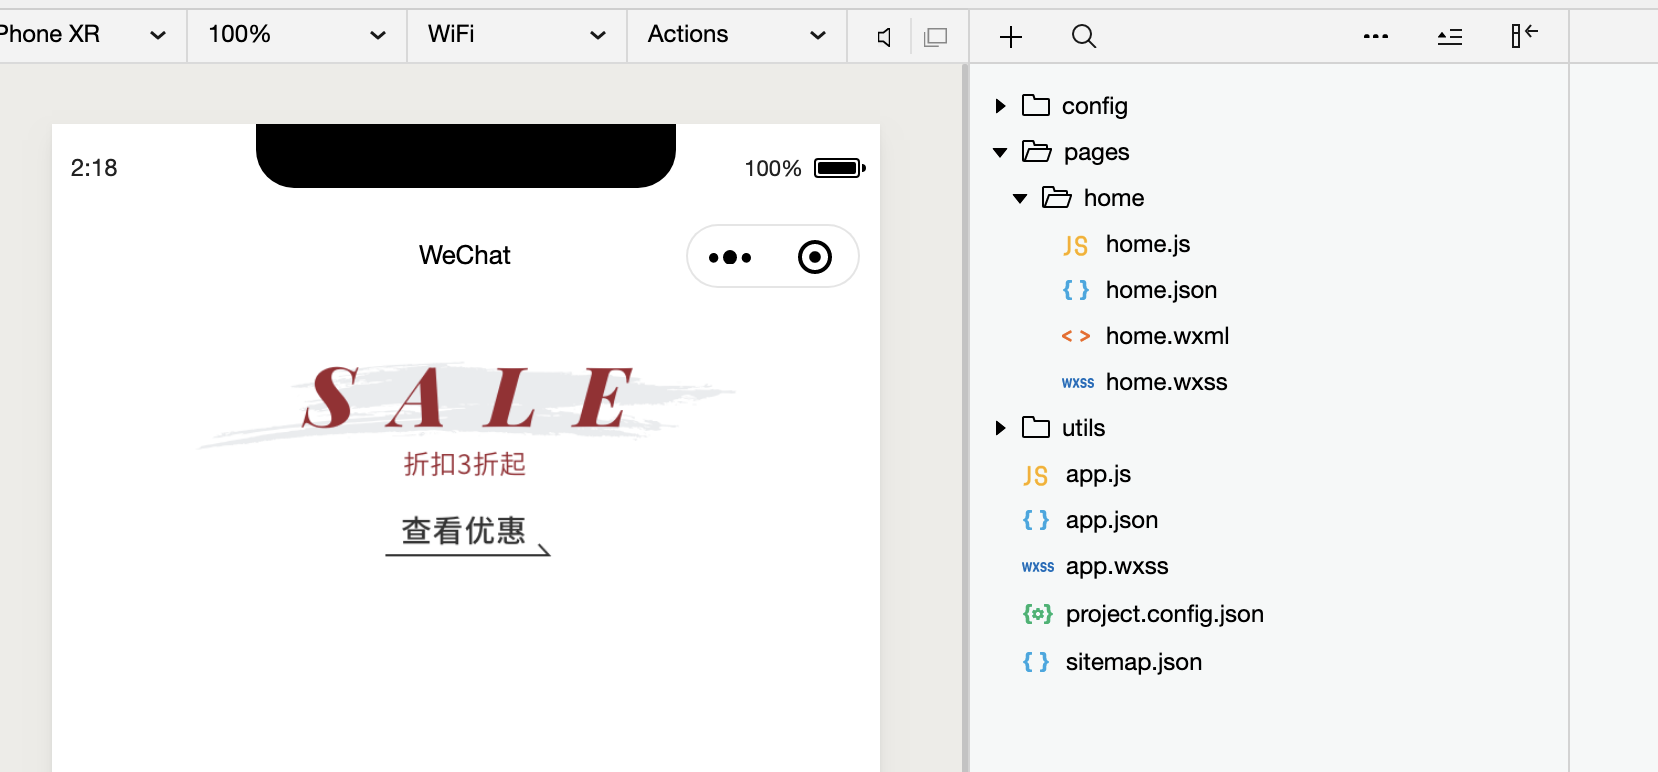 Phone XR
100%
WiFi
Actions
2:18
100%
WeChat
SALE
折扣3折起
查看优惠
config
pages
home
JS home.js
{ } home.json
< > home.wxml
wxss home.wxss
utils
JS app.js
{ } app.json
wxss app.wxss
project.config.json
{ } sitemap.json